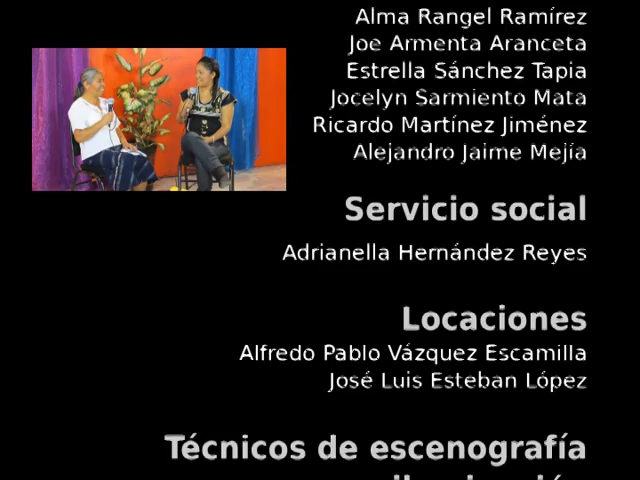 Alma Rangel Ramírez
Joe Armenta Aranceta
Estrella Sánchez Tapia
Jocelyn Sarmiento Mata
Ricardo Martínez Jiménez
Alejandro Jaime Mejía
Servicio social
Adrianella Hernández Reyes
Locaciones
Alfredo Pablo Vázquez Escamilla
José Luis Esteban López
Técnicos de escenografía